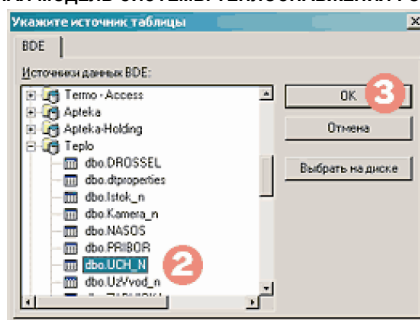 Укажите источник таблицы
BDE
Источники данных BDE:
Termo - Access
Apteka
Apteka-Holding
Teplo
dbo.DROSSEL
dbo.dtproperties
dbo.Istok_n
dbo.Kamera_n
dbo.NASOS
dbo.PRIBOR
dbo.UCH_N
dbo.UzVvod_n
OK
Отмена
Выбрать на диске
3
2